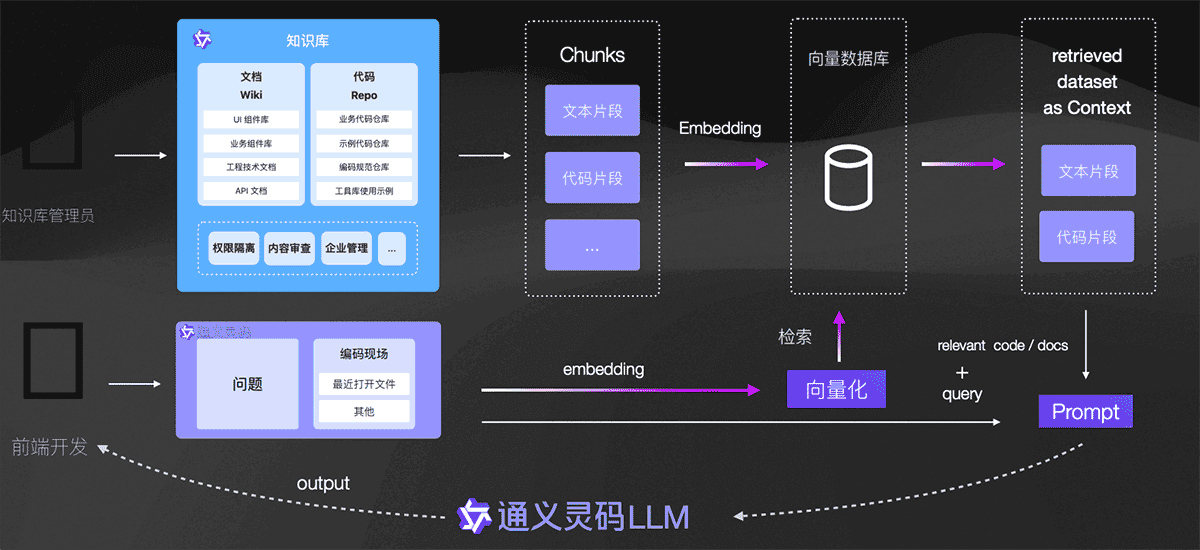 知识库
文档
Wiki
UI 组件库
业务组件库
工程技术文档
API 文档
代码
Repo
业务代码仓库
示例代码仓库
编码规范仓库
工具库使用示例
权限隔离
内容审查
企业管理
...
知识库管理员
Chunks
文本片段
代码片段
...
Embedding
向量数据库
retrieved
dataset
as Context
文本片段
代码片段
通义灵码
问题
编码现场
最近打开文件
其他
前端开发
embedding
检索
向量化
relevant code / docs
+
query
Prompt
output
通义灵码LLM